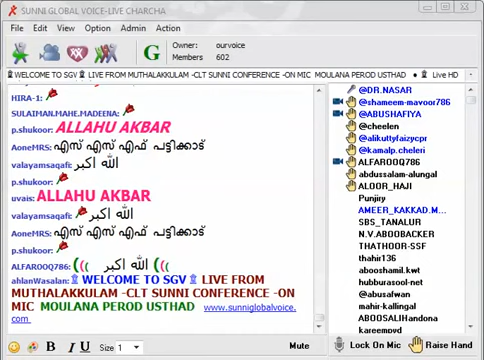 SUNNI GLOBAL VOICE-LIVE CHARCHA
File Edit View Options Admin Actions
G
Owner: ourvoice
Members 602
WELCOME TO SGV LIVE FROM MUTHALAKKULAM -CLT SUNNI CONFERENCE -ON MIC MOULANA PEROD USTHAD Live HD
HIRA-1:
SULAIMAN.MAHE.MADEENA:
p.shukoor: ALLAHU AKBAR
AoneMRS: എസ് എസ് എഫ് പട്ടിക്കാട്
valayamsaqafi: الله اكبر
p.shukoor:
uvais: ALLAHU AKBAR
valayamsaqafi: الله اكبر
AoneMRS: എസ് എസ് എഫ് പട്ടിക്കാട്
p.shukoor:
ALFAROOQ786: (( الله اكبر ((
ahlanWasalan: WELCOME TO SGV LIVE FROM
MUTHALAKKULAM -CLT SUNNI CONFERENCE -ON
MIC MOULANA PEROD USTHAD www.sunniglobalvoice.
com
@DR.NASAR
@shameem-mavoor786
@ABUSHAFIYA
@cheelen
@alikuttyfaizycpr
@kamalp.cheleri
ALFAROOQ786
abdussalam-alungal
ALOOR_HAJI
Punjiry
AMEER_KAKKAD.M...
SBS_TANALUR
N.V.ABOOBACKER
THATHOOR-SSF
thahir136
abooshamil.kwt
hubburasool-net
@abusafwan
mahir-kallingal
ABOOSALIHandona
kareemovd
B I U Size 1 Mute
Lock On Mic Raise Hand